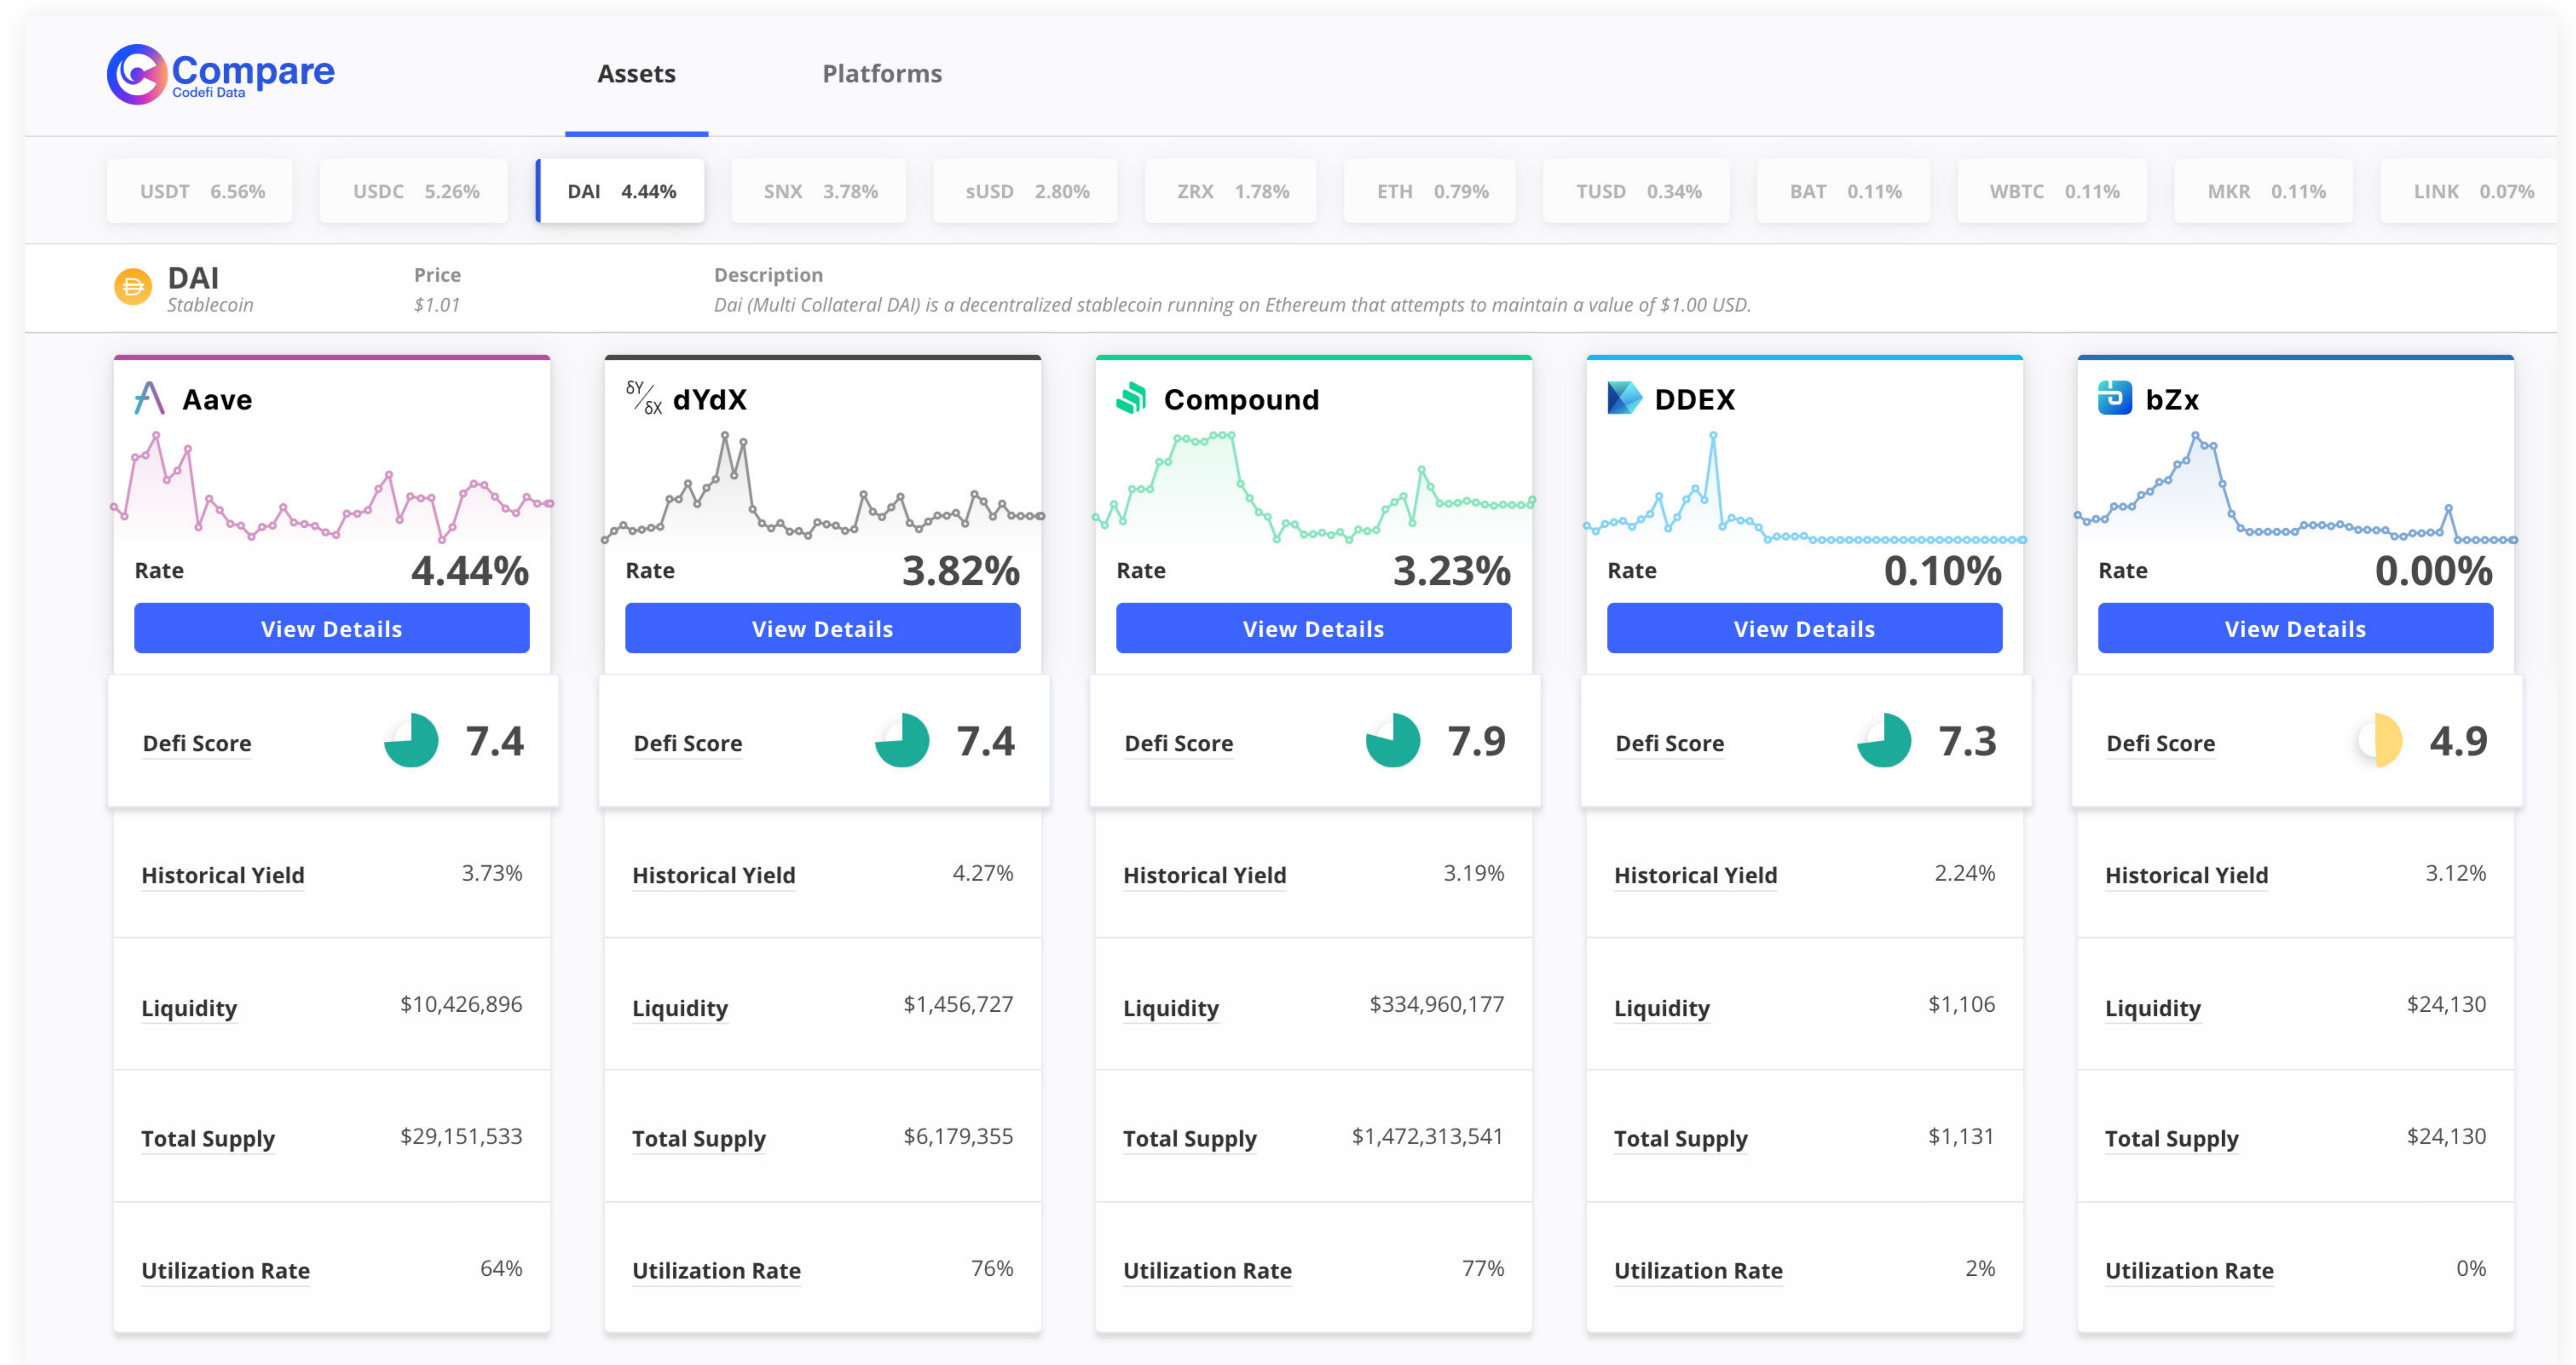 Compare
Codefi Data
Assets Platforms
USDT 6.56% USDC 5.26% DAI 4.44% SNX 3.78% sUSD 2.80% ZRX 1.78% ETH 0.79% TUSD 0.34% BAT 0.11% WBTC 0.11% MKR 0.11% LINK 0.07%
DAI Price Description
Stablecoin $1.01 Dai (Multi Collateral DAI) is a decentralized stablecoin running on Ethereum that attempts to maintain a value of $1.00 USD.
Aave
Rate 4.44%
View Details
Defi Score 7.4
Historical Yield 3.73%
Liquidity $10,426,896
Total Supply $29,151,533
Utilization Rate 64%
δY/δX dYdX
Rate 3.82%
View Details
Defi Score 7.4
Historical Yield 4.27%
Liquidity $1,456,727
Total Supply $6,179,355
Utilization Rate 76%
Compound
Rate 3.23%
View Details
Defi Score 7.9
Historical Yield 3.19%
Liquidity $334,960,177
Total Supply $1,472,313,541
Utilization Rate 77%
DDEX
Rate 0.10%
View Details
Defi Score 7.3
Historical Yield 2.24%
Liquidity $1,106
Total Supply $1,131
Utilization Rate 2%
bZx
Rate 0.00%
View Details
Defi Score 4.9
Historical Yield 3.12%
Liquidity $24,130
Total Supply $24,130
Utilization Rate 0%